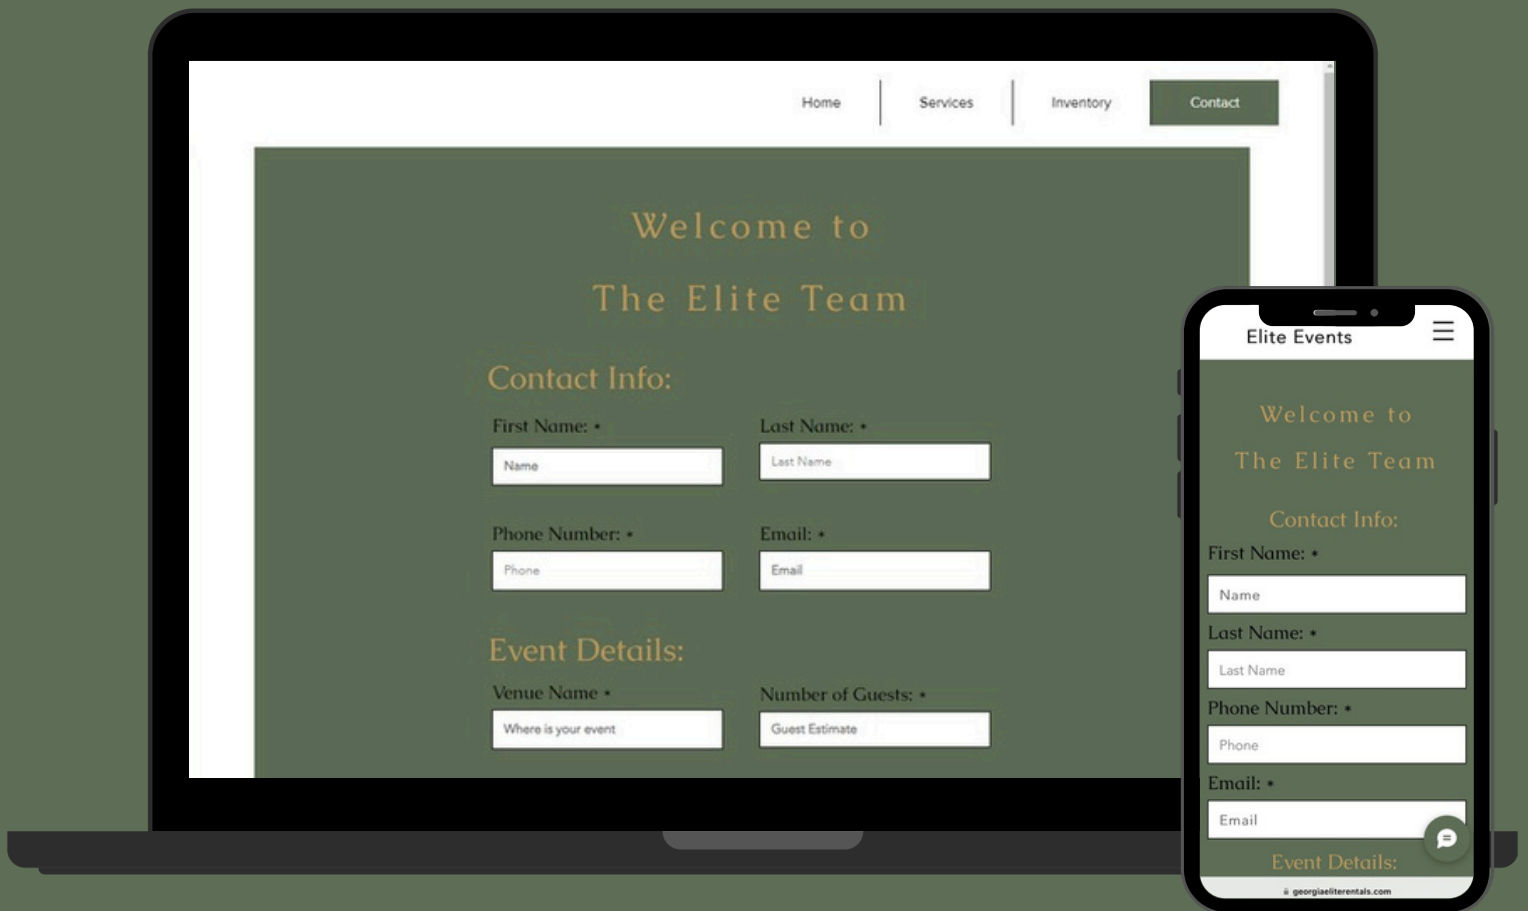 Home Services Inventory Contact
Welcome to
The Elite Team
Contact Info:
First Name: * Last Name: *
Name Last Name
Phone Number: * Email: *
Phone Email
Event Details:
Venue Name * Number of Guests: *
Where is your event Guest Estimate
Elite Events
Welcome to
The Elite Team
Contact Info:
First Name: *
Name
Last Name: *
Last Name
Phone Number: *
Phone
Email: *
Email
Event Details:
georgiaeliterentals.com